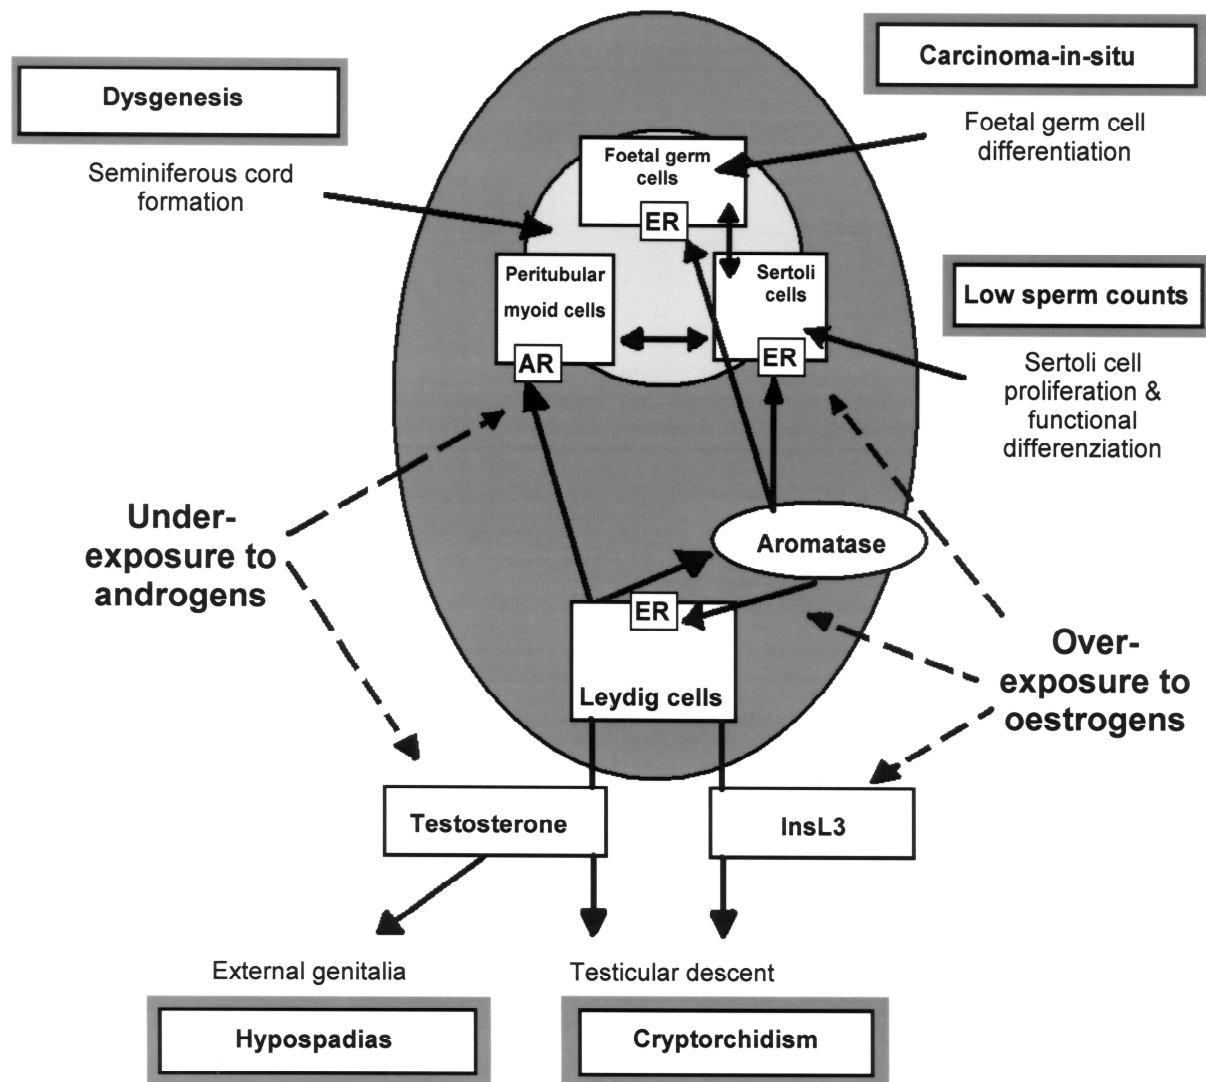 Carcinoma-in-situ
Dysgenesis
Foetal germ cell
differentiation
Seminiferous cord
formation
Foetal germ
cells
ER
Peritubular
myoid cells
AR
Sertoli
cells
ER
Low sperm counts
Sertoli cell
proliferation &
functional
differenziation
Under-
exposure to
androgens
Aromatase
ER
Leydig cells
Over-
exposure to
oestrogens
Testosterone
InsL3
External genitalia
Testicular descent
Hypospadias
Cryptorchidism